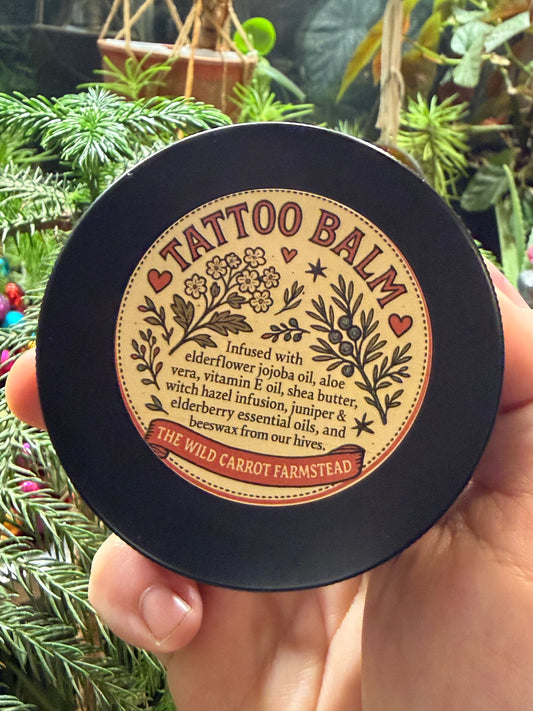 TATTOO BALM
Infused with
elderflower jojoba oil, aloe
vera, vitamin E oil, shea butter,
witch hazel infusion, juniper &
elderberry essential oils, and
beeswax from our hives.
THE WILD CARROT FARMSTEAD